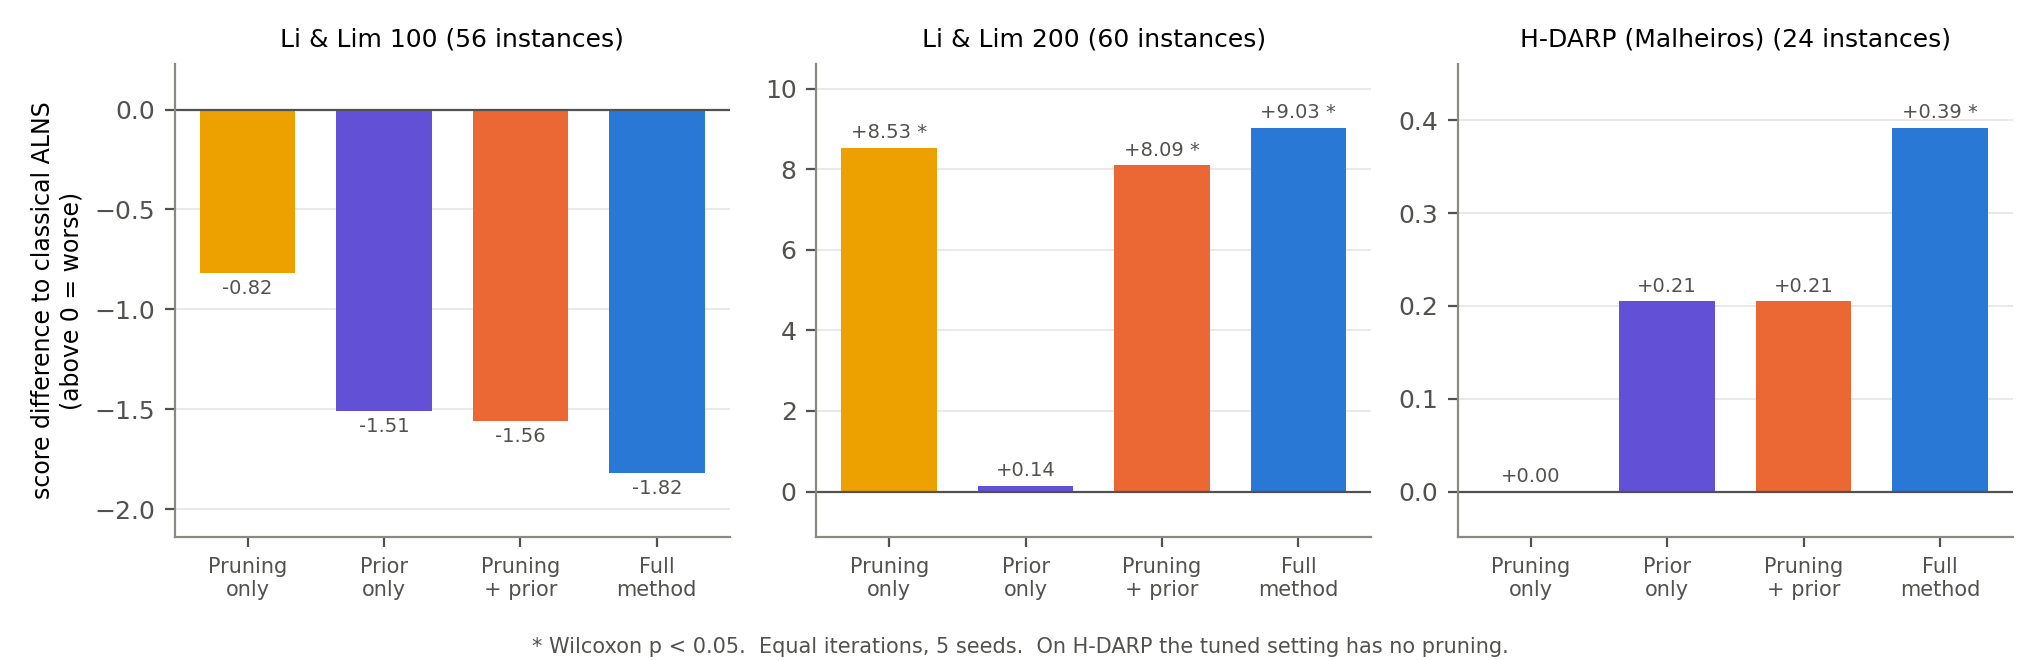 Li & Lim 100 (56 instances)
score difference to classical ALNS
(above 0 = worse)
0.0
−0.5
−1.0
−1.5
−2.0
-0.82
-1.51
-1.56
-1.82
Pruning
only
Prior
only
Pruning
+ prior
Full
method
Li & Lim 200 (60 instances)
10
8
6
4
2
0
+8.53 *
+0.14
+8.09 *
+9.03 *
Pruning
only
Prior
only
Pruning
+ prior
Full
method
H-DARP (Malheiros) (24 instances)
0.4
0.3
0.2
0.1
0.0
+0.00
+0.21
+0.21
+0.39 *
Pruning
only
Prior
only
Pruning
+ prior
Full
method
* Wilcoxon p < 0.05.  Equal iterations, 5 seeds.  On H-DARP the tuned setting has no pruning.